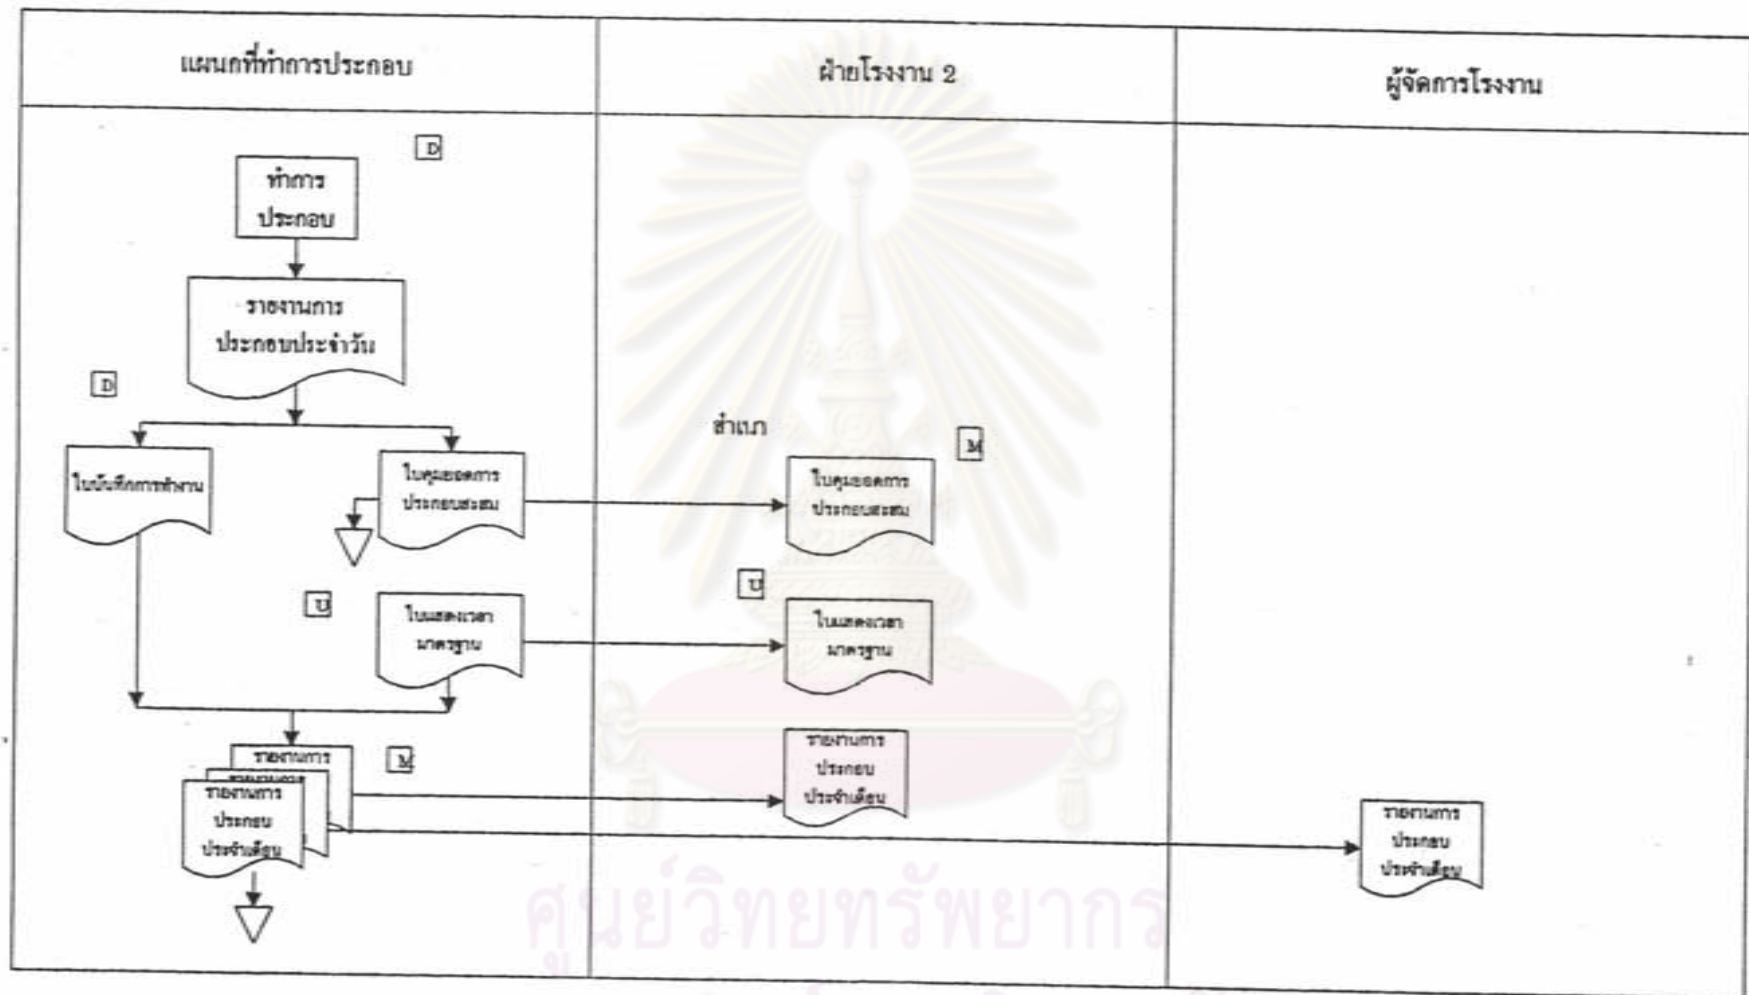 แผนกที่ทำการประกอบ
ฝ่ายโรงงาน 2
ผู้จัดการโรงงาน
D
ทำการ
ประกอบ
รายงานการ
ประกอบประจำวัน
D
สำเนา
M
ใบบันทึกการทำงาน
ใบคุมยอดการ
ประกอบสะสม
ใบคุมยอดการ
ประกอบสะสม
U
ใบแสดงเวลา
มาตรฐาน
U
ใบแสดงเวลา
มาตรฐาน
รายงานการ
M
รายงานการ
รายงานการ
ประกอบ
ประจำเดือน
รายงานการ
ประกอบ
ประจำเดือน
รายงานการ
ประกอบ
ประจำเดือน
ศูนย์วิทยทรัพยากร